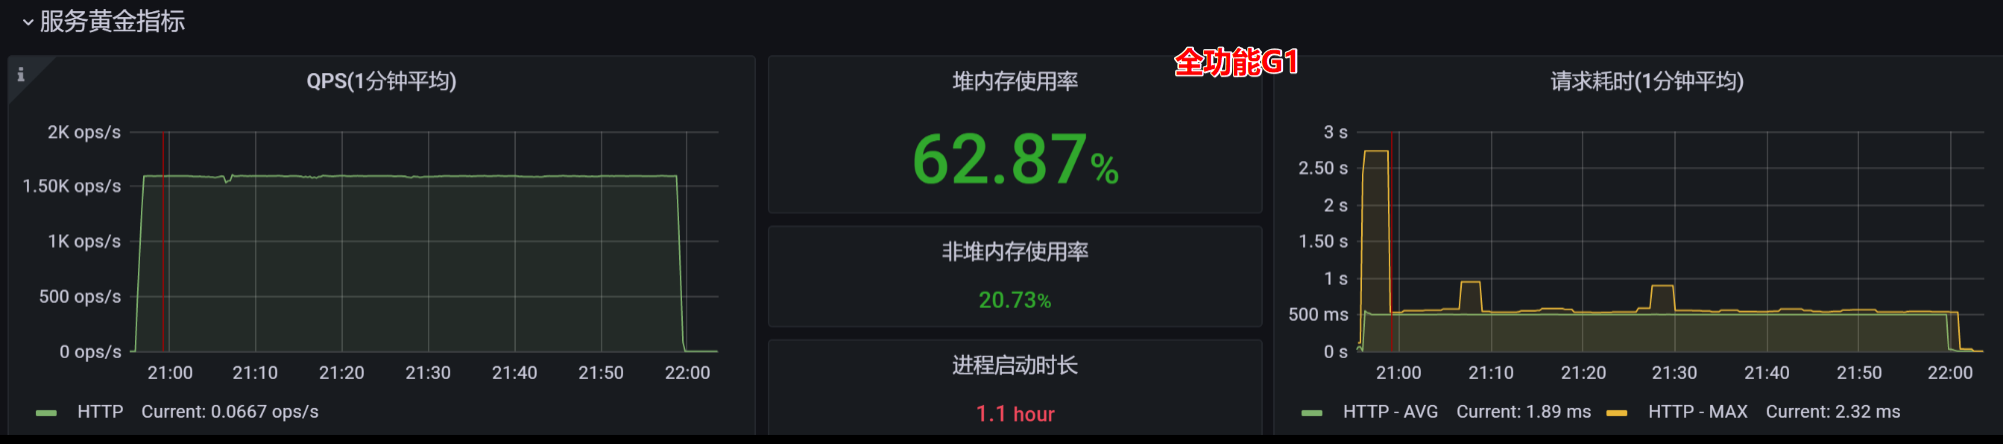 服务黄金指标
全功能G1
i
QPS(1分钟平均)
2K ops/s
1.50K ops/s
1K ops/s
500 ops/s
0 ops/s
21:00 21:10 21:20 21:30 21:40 21:50 22:00
HTTP Current: 0.0667 ops/s
堆内存使用率
62.87%
非堆内存使用率
20.73%
进程启动时长
1.1 hour
请求耗时(1分钟平均)
3 s
2.50 s
2 s
1.50 s
1 s
500 ms
0 s
21:00 21:10 21:20 21:30 21:40 21:50 22:00
HTTP - AVG Current: 1.89 ms HTTP - MAX Current: 2.32 ms